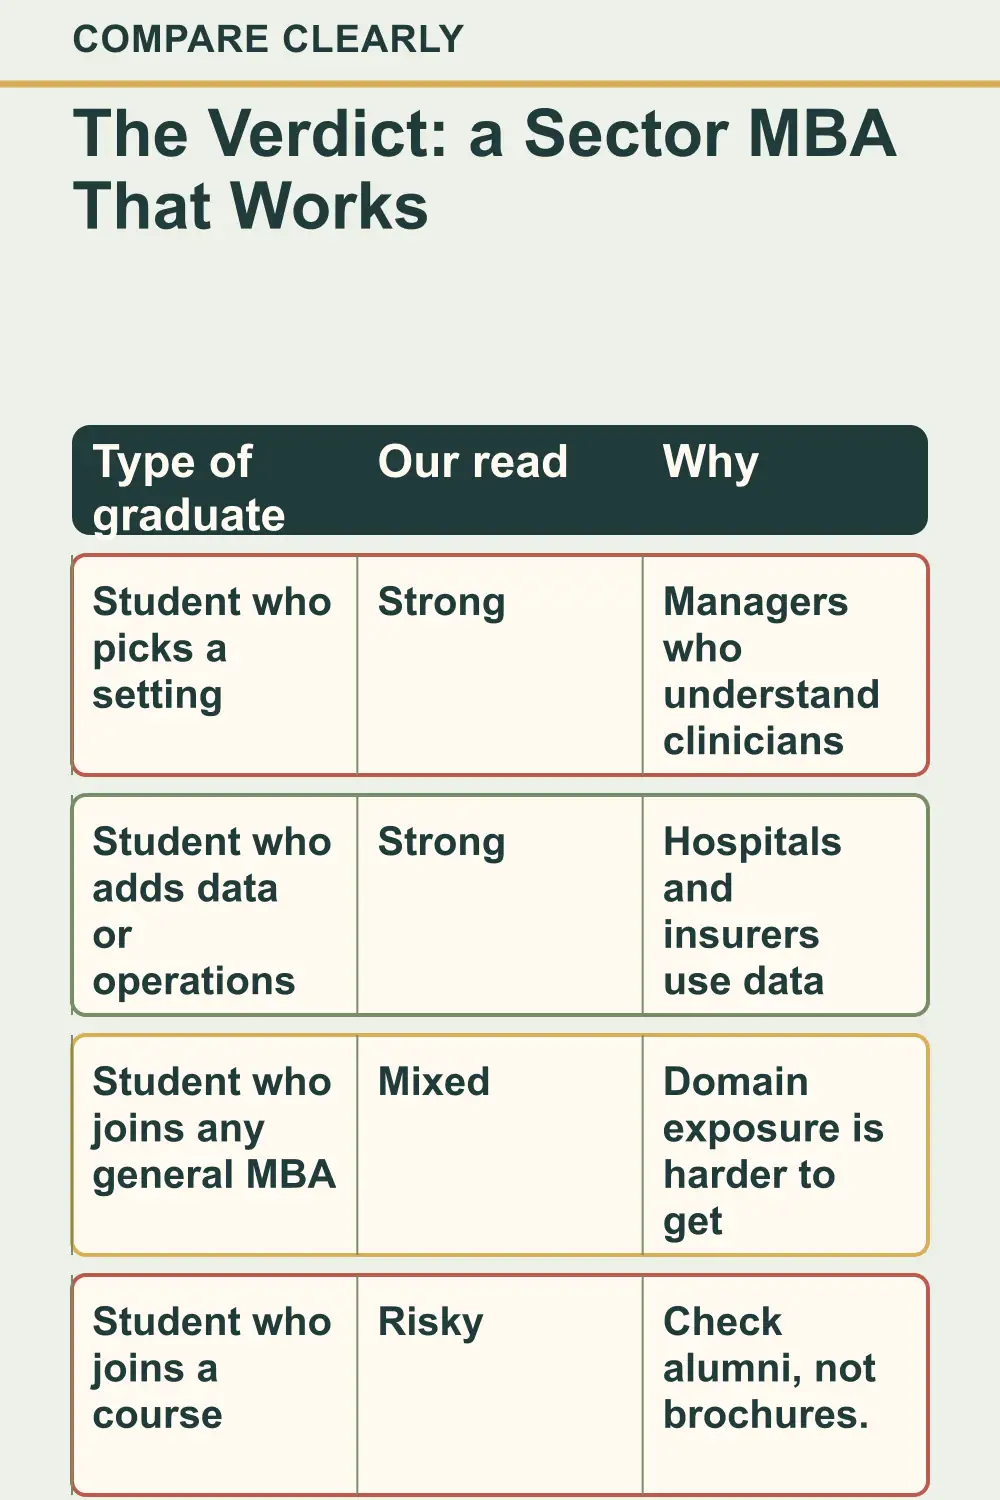 COMPARE CLEARLY
The Verdict: a Sector MBA
That Works
Type of
graduate
Our read
Why
Student who
picks a
setting
Strong
Managers
who
understand
clinicians
Student who
adds data
or
operations
Strong
Hospitals
and
insurers
use data
Student who
joins any
general MBA
Mixed
Domain
exposure is
harder to
get
Student who
joins a
course
Risky
Check
alumni, not
brochures.